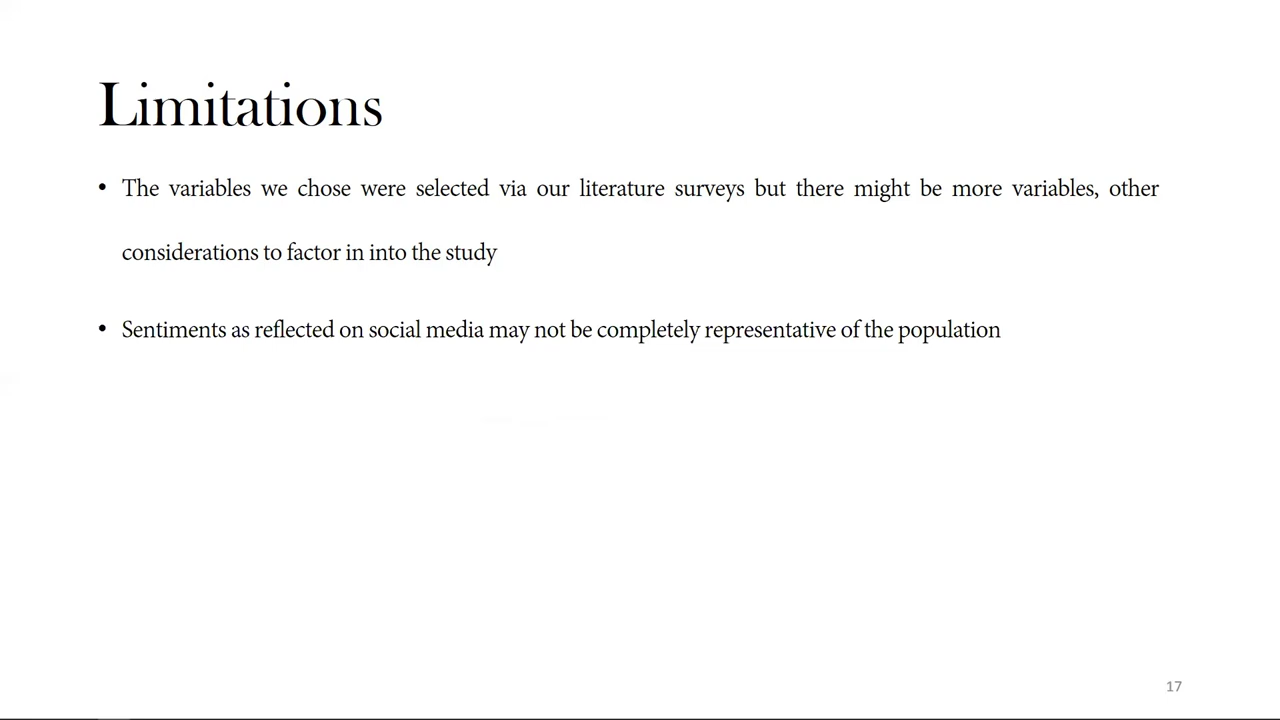 Limitations
• The variables we chose were selected via our literature surveys but there might be more variables, other
considerations to factor in into the study
• Sentiments as reflected on social media may not be completely representative of the population
17